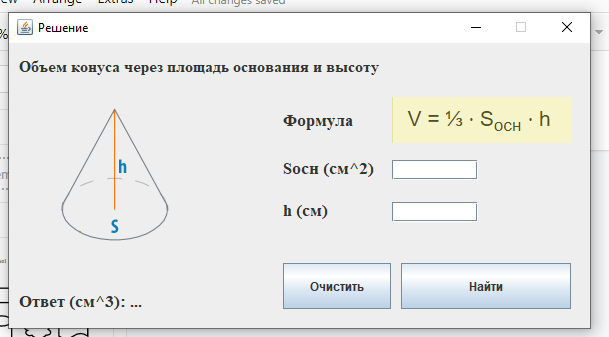 Arrange Extras Help All changes saved
%
Решение
Объем конуса через площадь основания и высоту
Формула V = ⅓ · Sосн · h
h
Sосн (см^2)
h (см)
S
Очистить Найти
Ответ (см^3): ...